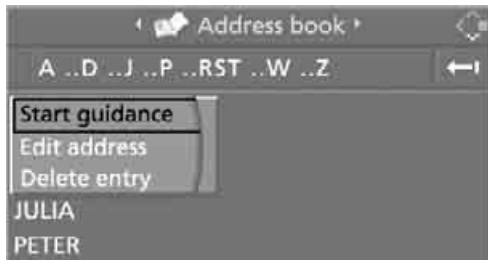 Address book
A ..D ..J ..P ..RST ..W ..Z
Start guidance
Edit address
Delete entry
JULIA
PETER